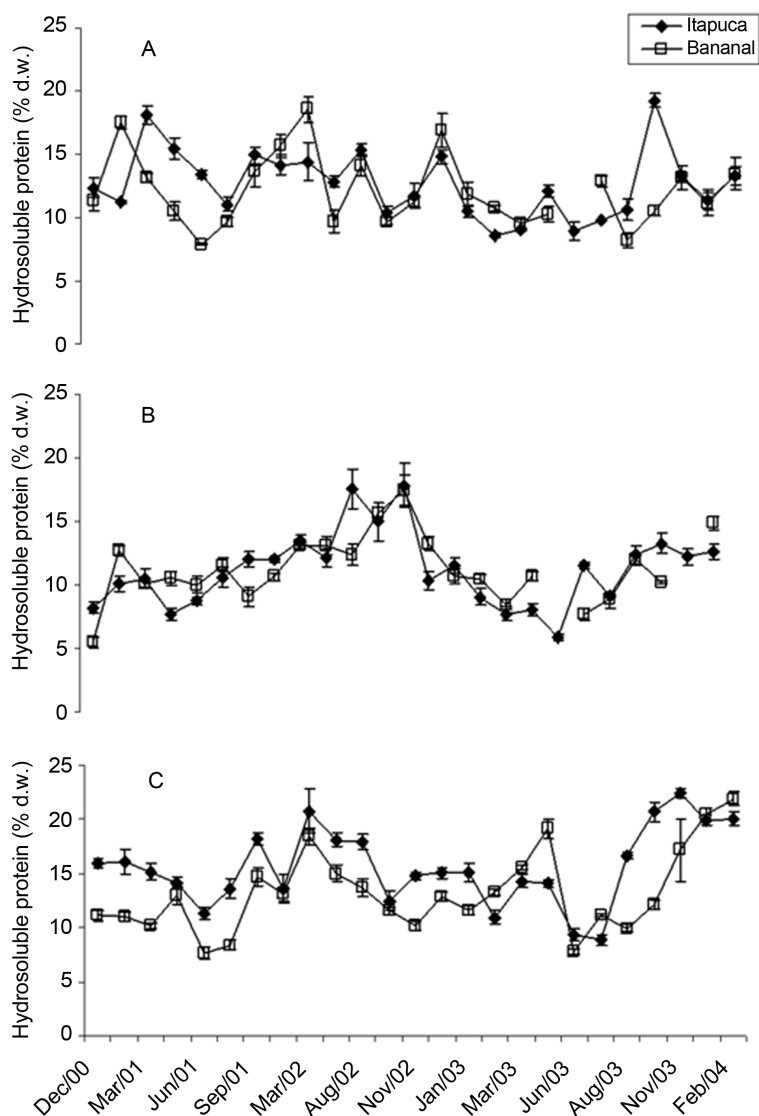 Itapuca
Bananal
A
Hydrosoluble protein (% d.w.)
25
20
15
10
5
0
B
Hydrosoluble protein (% d.w.)
25
20
15
10
5
0
C
Hydrosoluble protein (% d.w.)
25
20
15
10
5
0
Dec/00
Mar/01
Jun/01
Sep/01
Mar/02
Aug/02
Nov/02
Jan/03
Mar/03
Jun/03
Aug/03
Nov/03
Feb/04